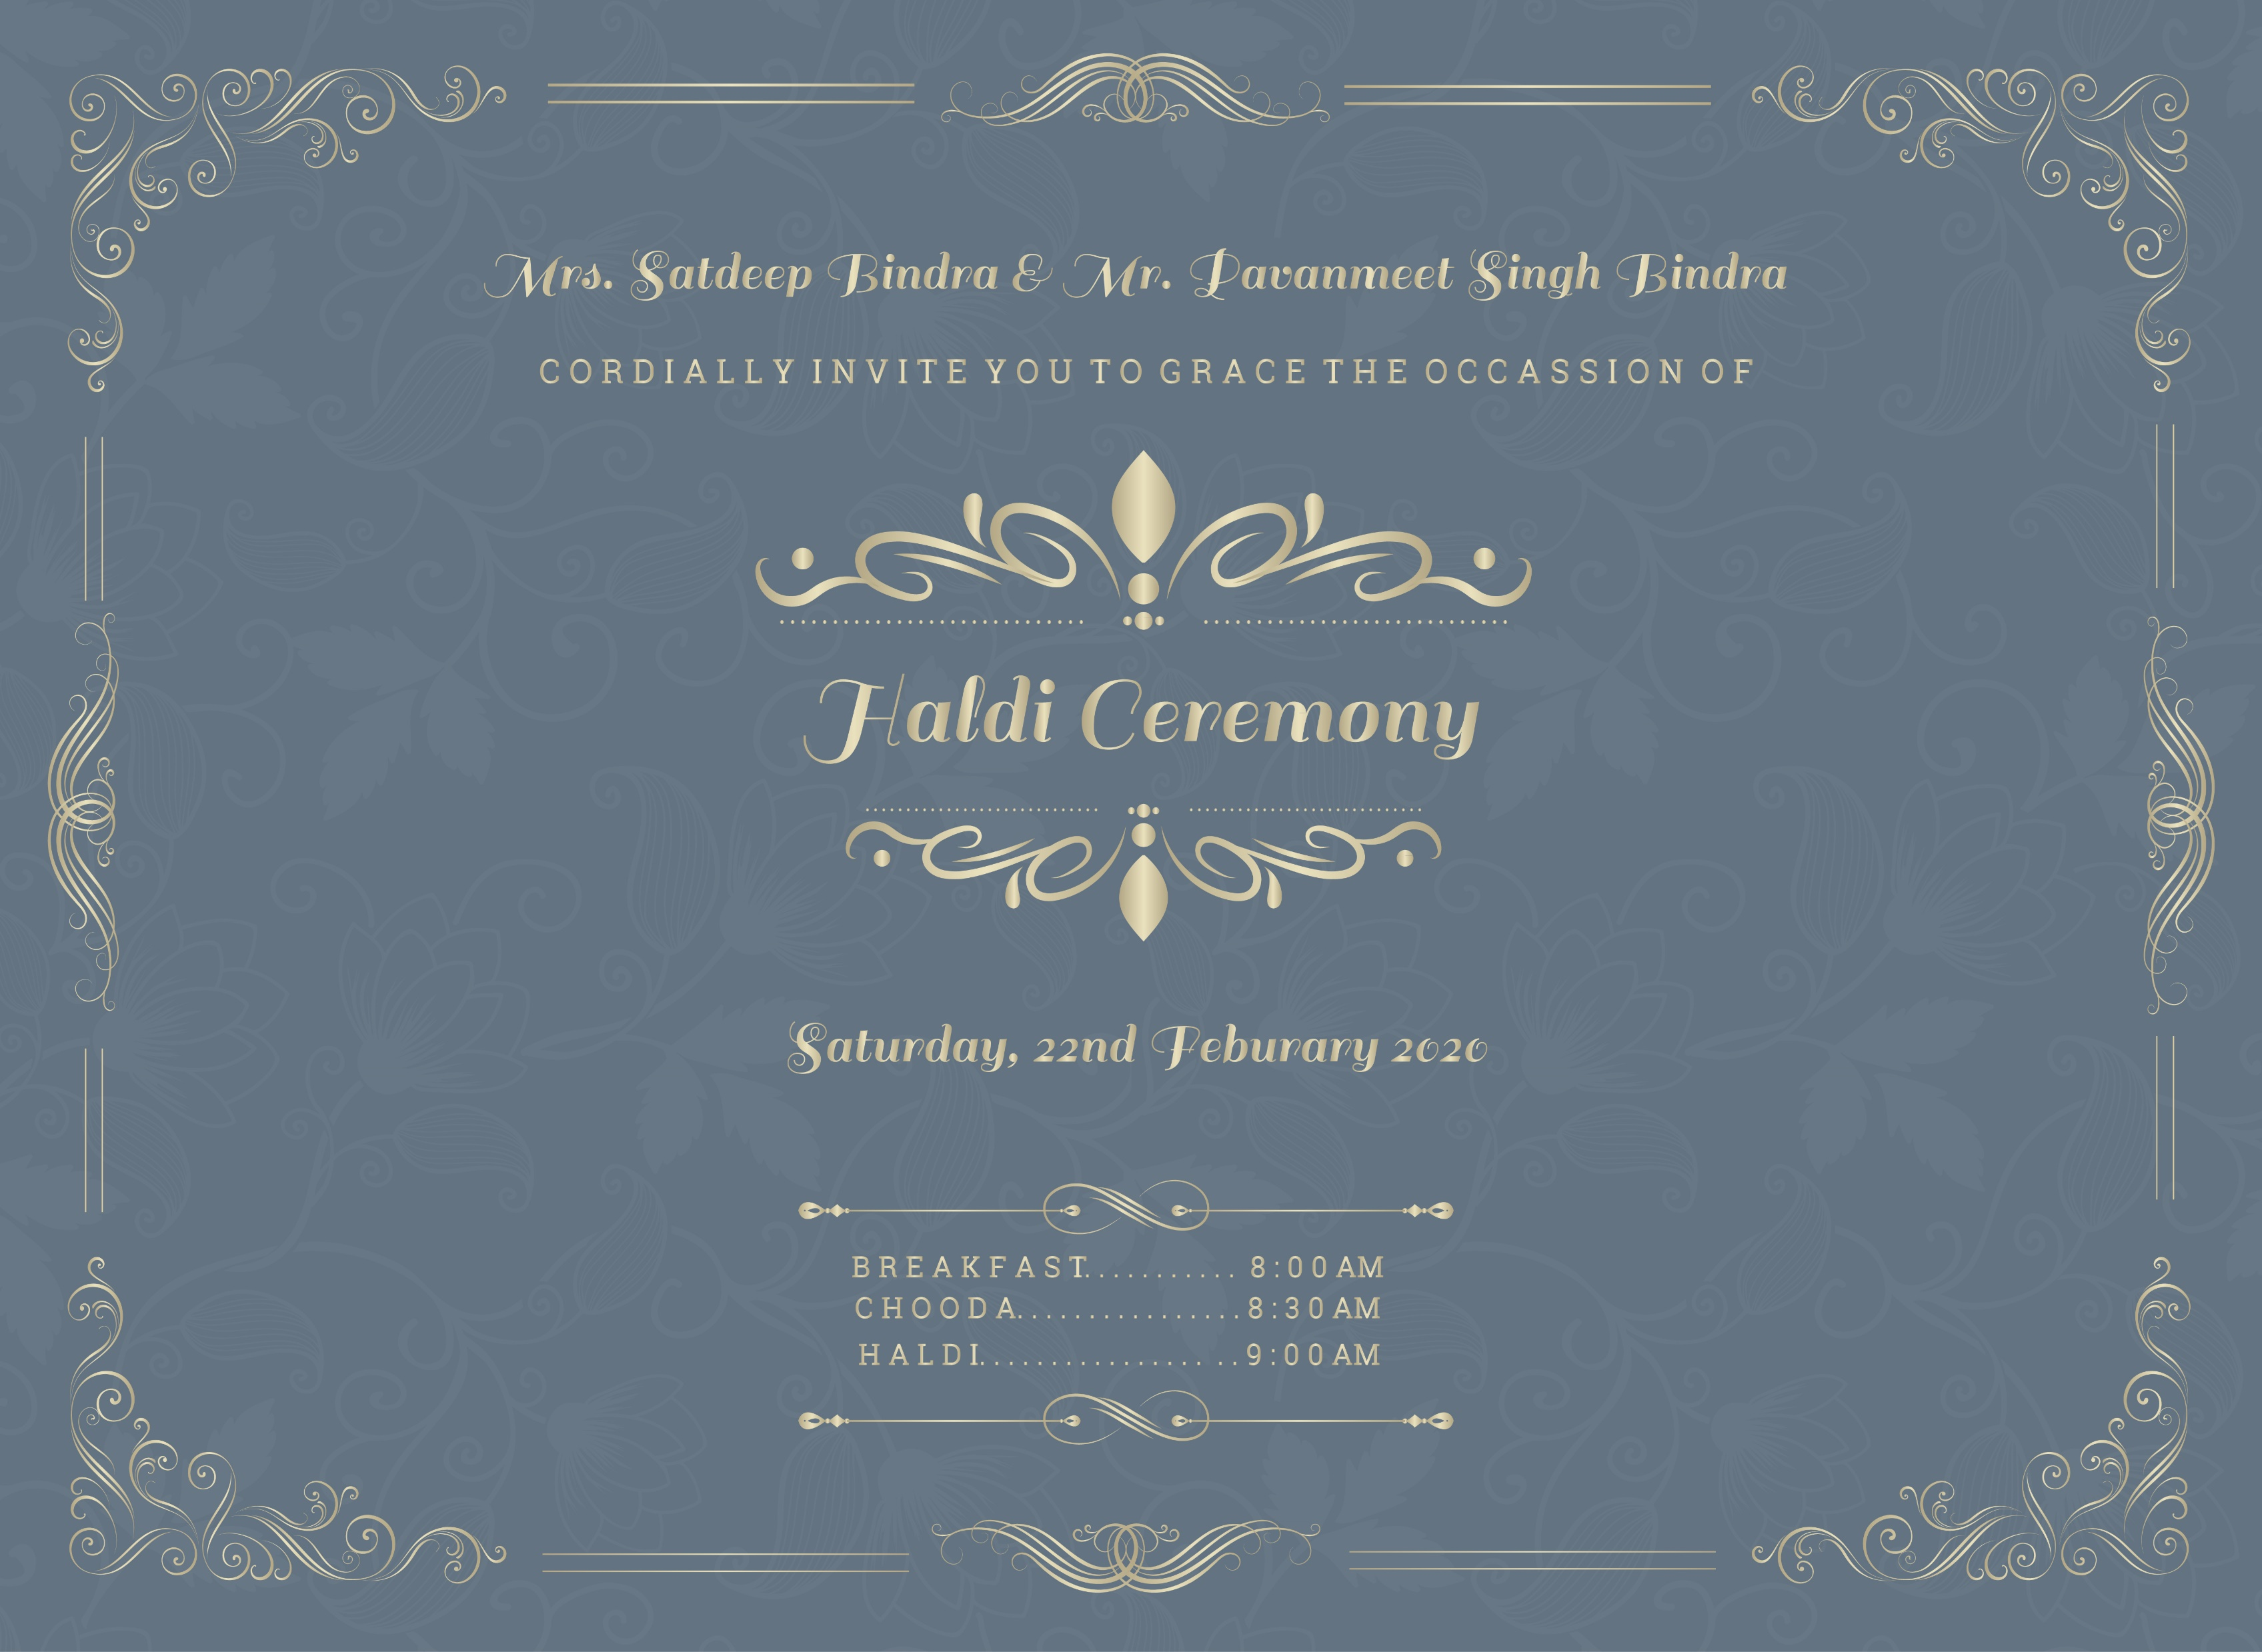 Mrs. Satdeep Bindra & Mr. Pavanmeet Singh Bindra
CORDIALLY INVITE YOU TO GRACE THE OCCASSION OF
Haldi Ceremony
Saturday, 22nd Feburary 2020
BREAKFAST........... 8:00AM
CHOODA................8:30AM
HALDI................ ..9:00AM